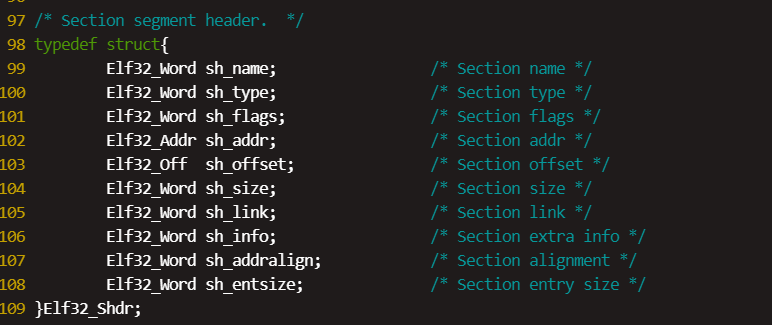 97 /* Section segment header.  */
98 typedef struct{
99         Elf32_Word sh_name;                 /* Section name */
100         Elf32_Word sh_type;                 /* Section type */
101         Elf32_Word sh_flags;                /* Section flags */
102         Elf32_Addr sh_addr;                 /* Section addr */
103         Elf32_Off  sh_offset;               /* Section offset */
104         Elf32_Word sh_size;                 /* Section size */
105         Elf32_Word sh_link;                 /* Section link */
106         Elf32_Word sh_info;                 /* Section extra info */
107         Elf32_Word sh_addralign;            /* Section alignment */
108         Elf32_Word sh_entsize;              /* Section entry size */
109 }Elf32_Shdr;